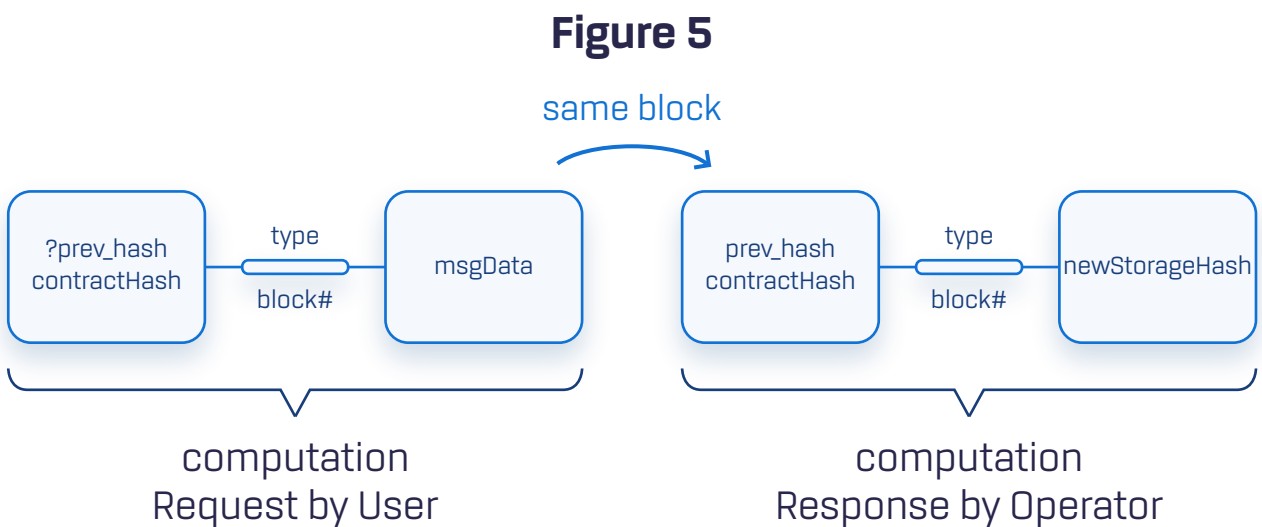 Figure 5
same block
?prev_hash
contractHash
type
block#
msgData
prev_hash
contractHash
type
block#
newStorageHash
computation
Request by User
computation
Response by Operator